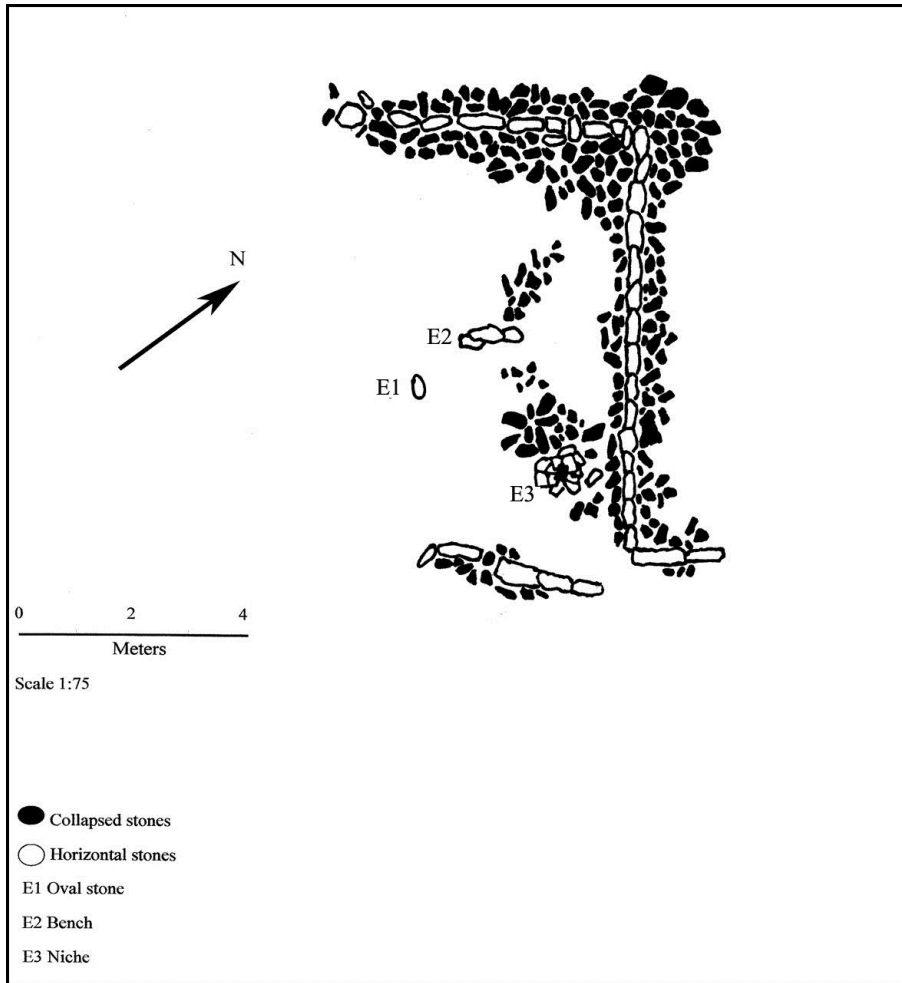 N
E2
E1
E3
0 2 4
Meters
Scale 1:75
Collapsed stones
Horizontal stones
E1 Oval stone
E2 Bench
E3 Niche